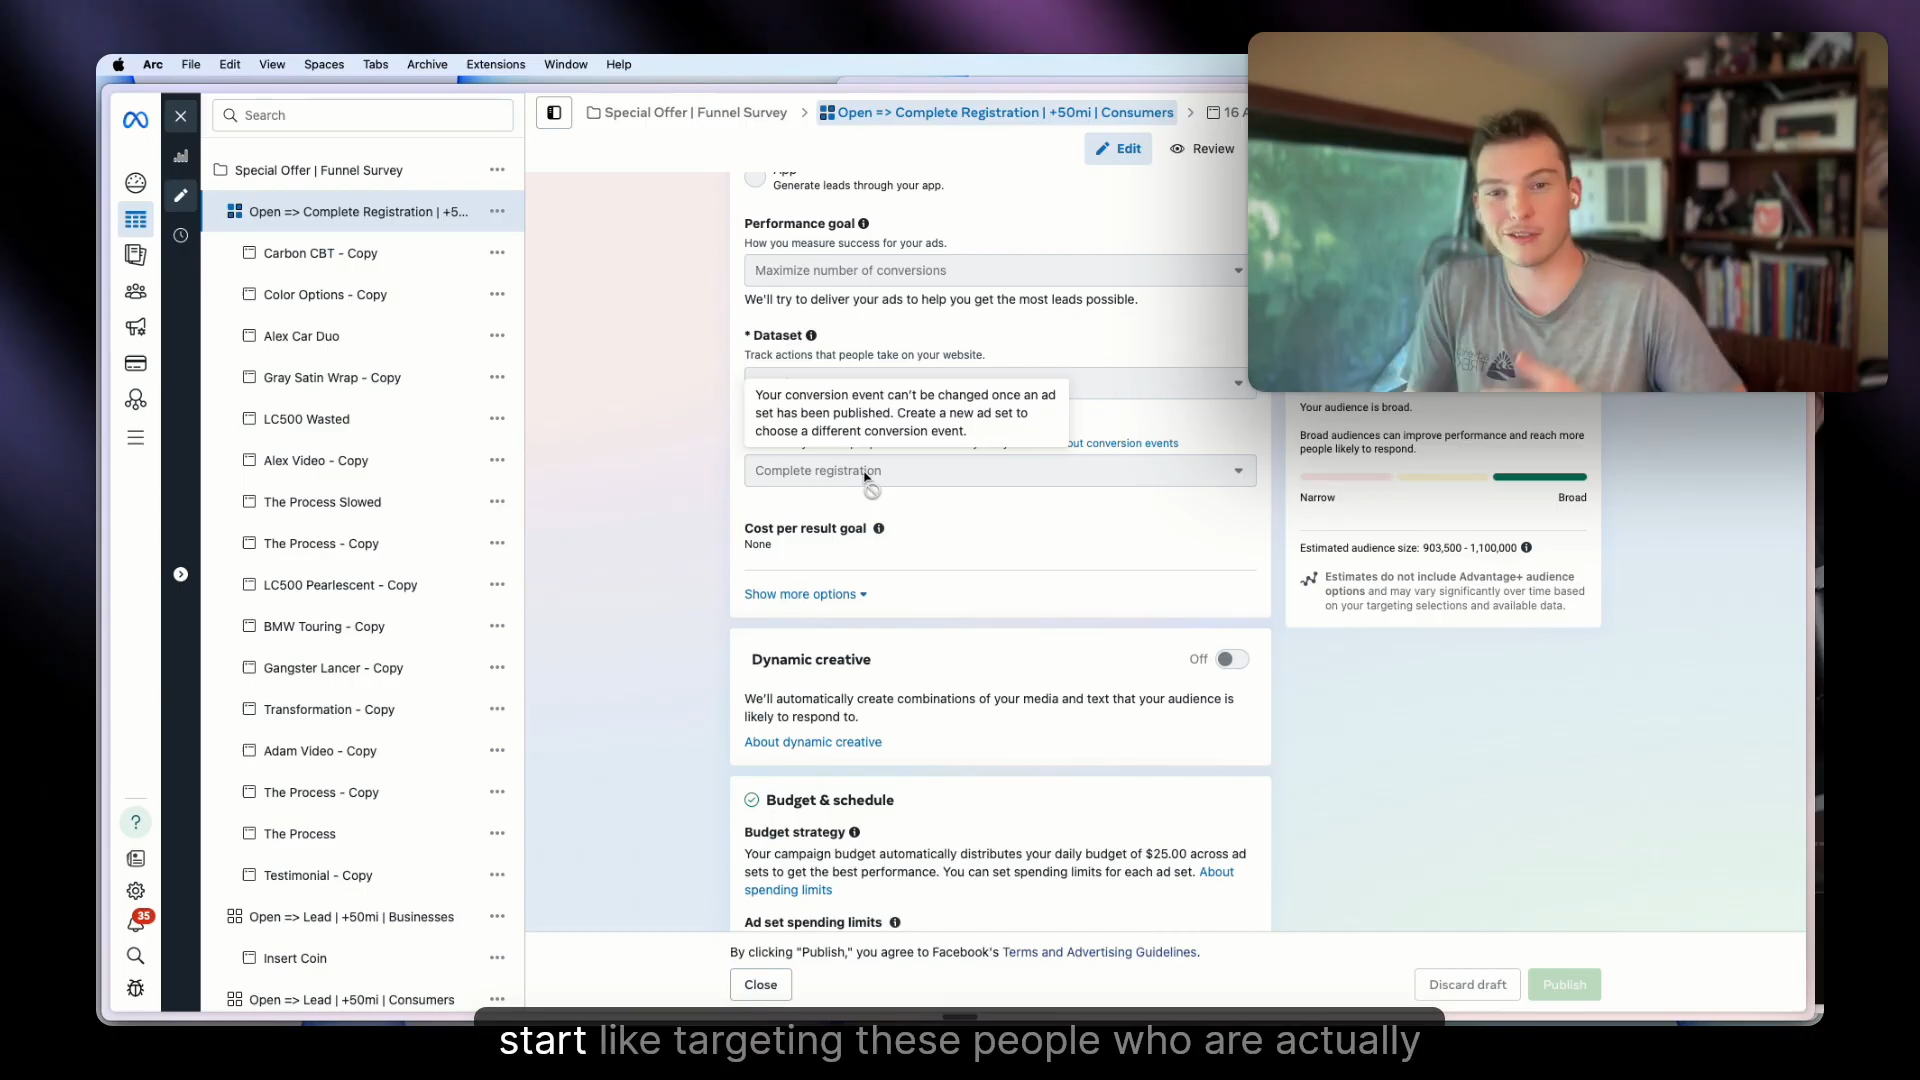 Arc File Edit View Spaces Tabs Archive Extensions Window Help
Search
Special Offer | Funnel Survey
Open => Complete Registration | +5...
Carbon CBT - Copy
Color Options - Copy
Alex Car Duo
Gray Satin Wrap - Copy
LC500 Wasted
Alex Video - Copy
The Process Slowed
The Process - Copy
LC500 Pearlescent - Copy
BMW Touring - Copy
Gangster Lancer - Copy
Transformation - Copy
Adam Video - Copy
The Process - Copy
The Process
Testimonial - Copy
Open => Lead | +50mi | Businesses
Insert Coin
Open => Lead | +50mi | Consumers
35
Special Offer | Funnel Survey > Open => Complete Registration | +50mi | Consumers > 16 A
Edit Review
App
Generate leads through your app.
Performance goal
How you measure success for your ads.
Maximize number of conversions
We'll try to deliver your ads to help you get the most leads possible.
* Dataset
Track actions that people take on your website.
Your conversion event can't be changed once an ad
set has been published. Create a new ad set to
choose a different conversion event.
out conversion events
Complete registration
Cost per result goal
None
Show more options
Dynamic creative
Off
We'll automatically create combinations of your media and text that your audience is
likely to respond to.
About dynamic creative
Budget & schedule
Budget strategy
Your campaign budget automatically distributes your daily budget of $25.00 across ad
sets to get the best performance. You can set spending limits for each ad set. About
spending limits
Ad set spending limits
Your audience is broad.
Broad audiences can improve performance and reach more
people likely to respond.
Narrow Broad
Estimated audience size: 903,500 - 1,100,000
Estimates do not include Advantage+ audience
options and may vary significantly over time based
on your targeting selections and available data.
By clicking "Publish," you agree to Facebook's Terms and Advertising Guidelines.
Close
Discard draft
Publish
start like targeting these people who are actually